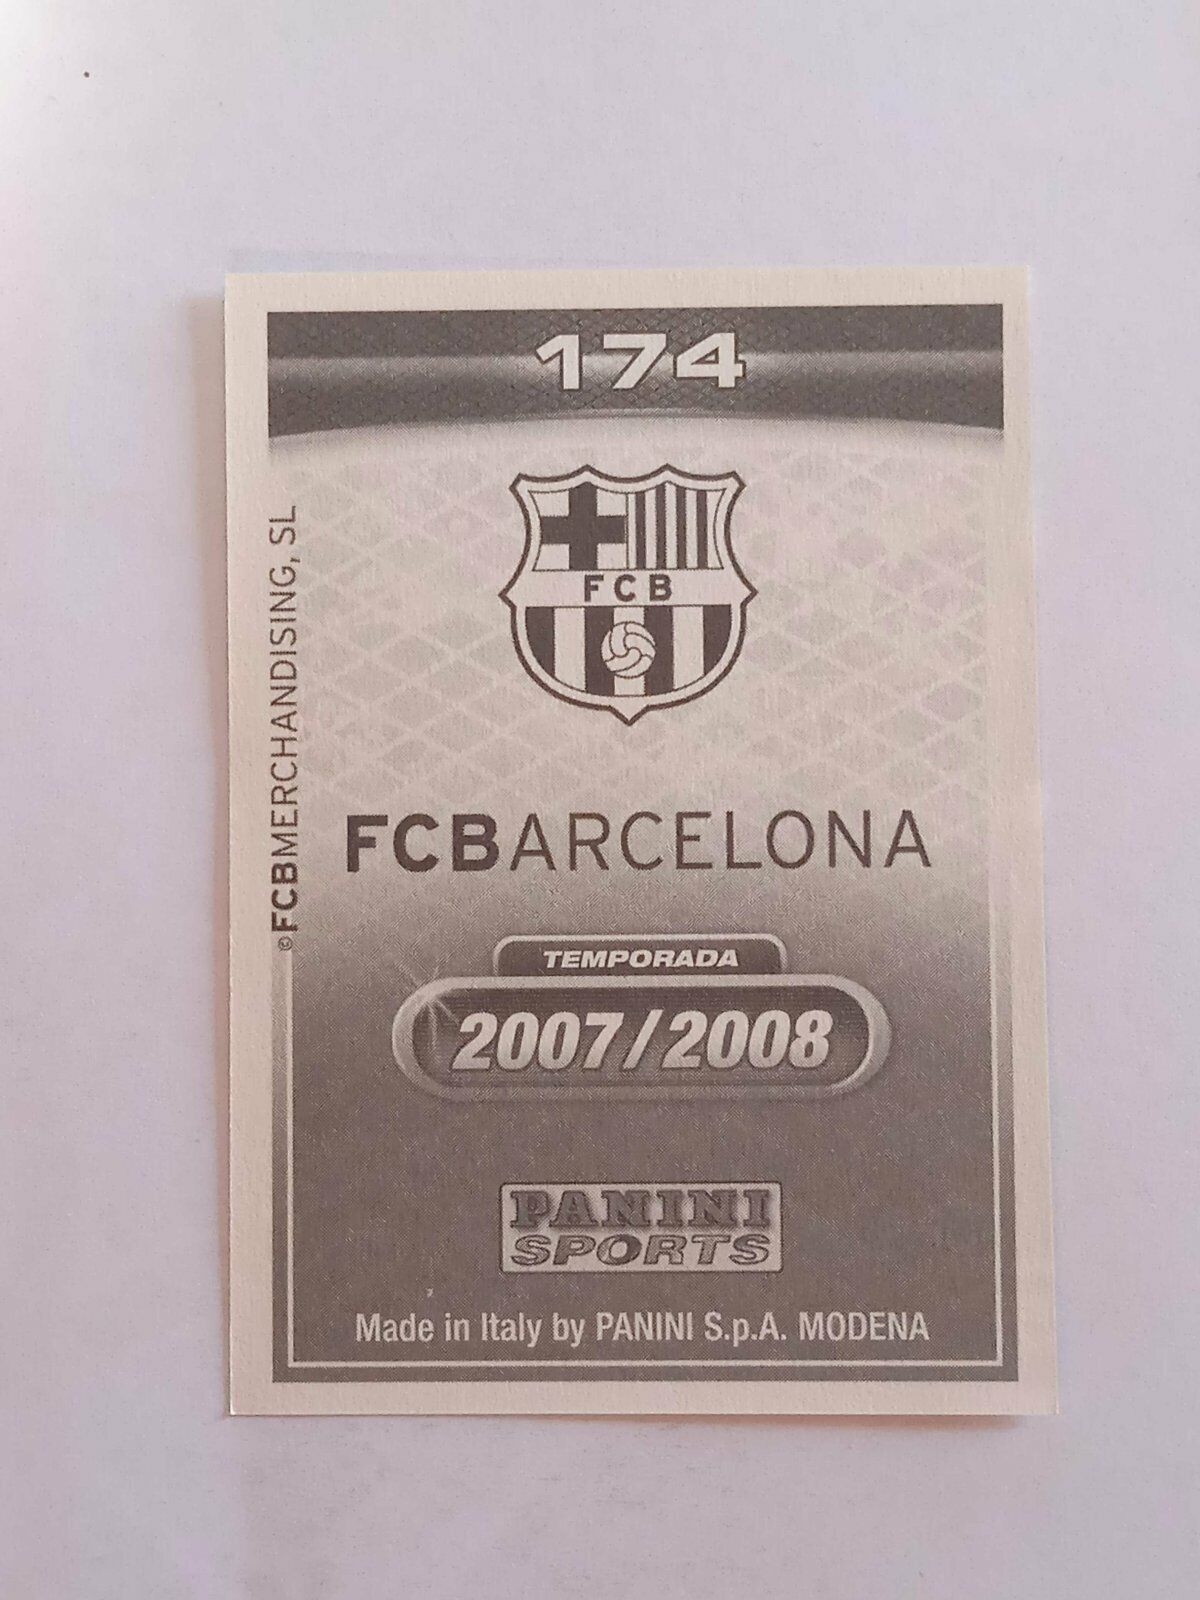 174
FCB
FCBARCELONA
©FCBMERCHANDISING, SL
TEMPORADA
2007/2008
PANINI
SPORTS
Made in Italy by PANINI S.p.A. MODENA